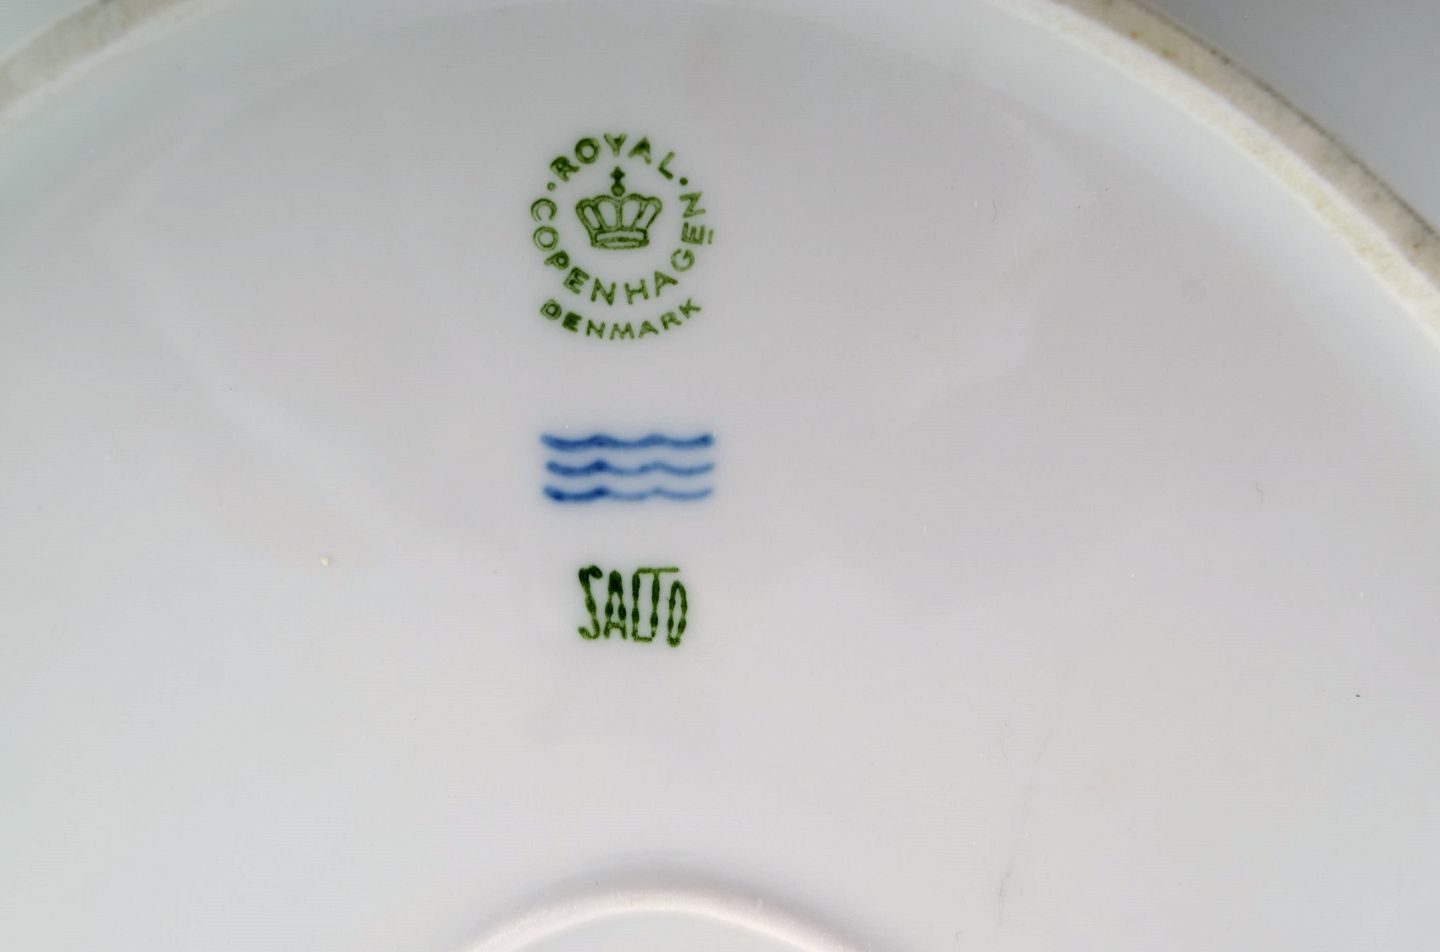 ROYAL
COPENHAGEN
DENMARK
SALTO